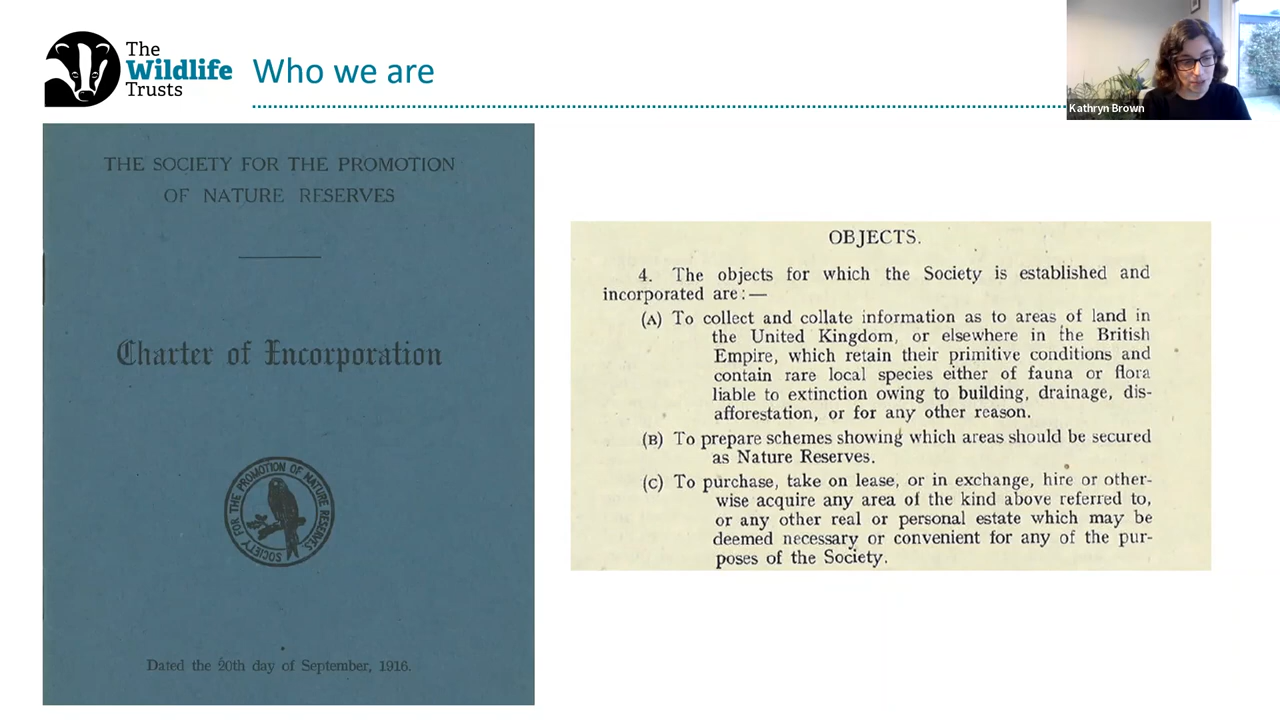 The
Wildlife
Trusts
Who we are
Kathryn Brown
THE SOCIETY FOR THE PROMOTION
OF NATURE RESERVES
Charter of Incorporation
SOCIETY FOR THE PROMOTION OF NATURE RESERVES
Dated the 20th day of September, 1916.
OBJECTS.
4. The objects for which the Society is established and
incorporated are:—
(A) To collect and collate information as to areas of land in
the United Kingdom, or elsewhere in the British
Empire, which retain their primitive conditions and
contain rare local species either of fauna or flora
liable to extinction owing to building, drainage, dis-
afforestation, or for any other reason.
(B) To prepare schemes showing which areas should be secured
as Nature Reserves.
(C) To purchase, take on lease, or in exchange, hire or other-
wise acquire any area of the kind above referred to,
or any other real or personal estate which may be
deemed necessary or convenient for any of the pur-
poses of the Society.